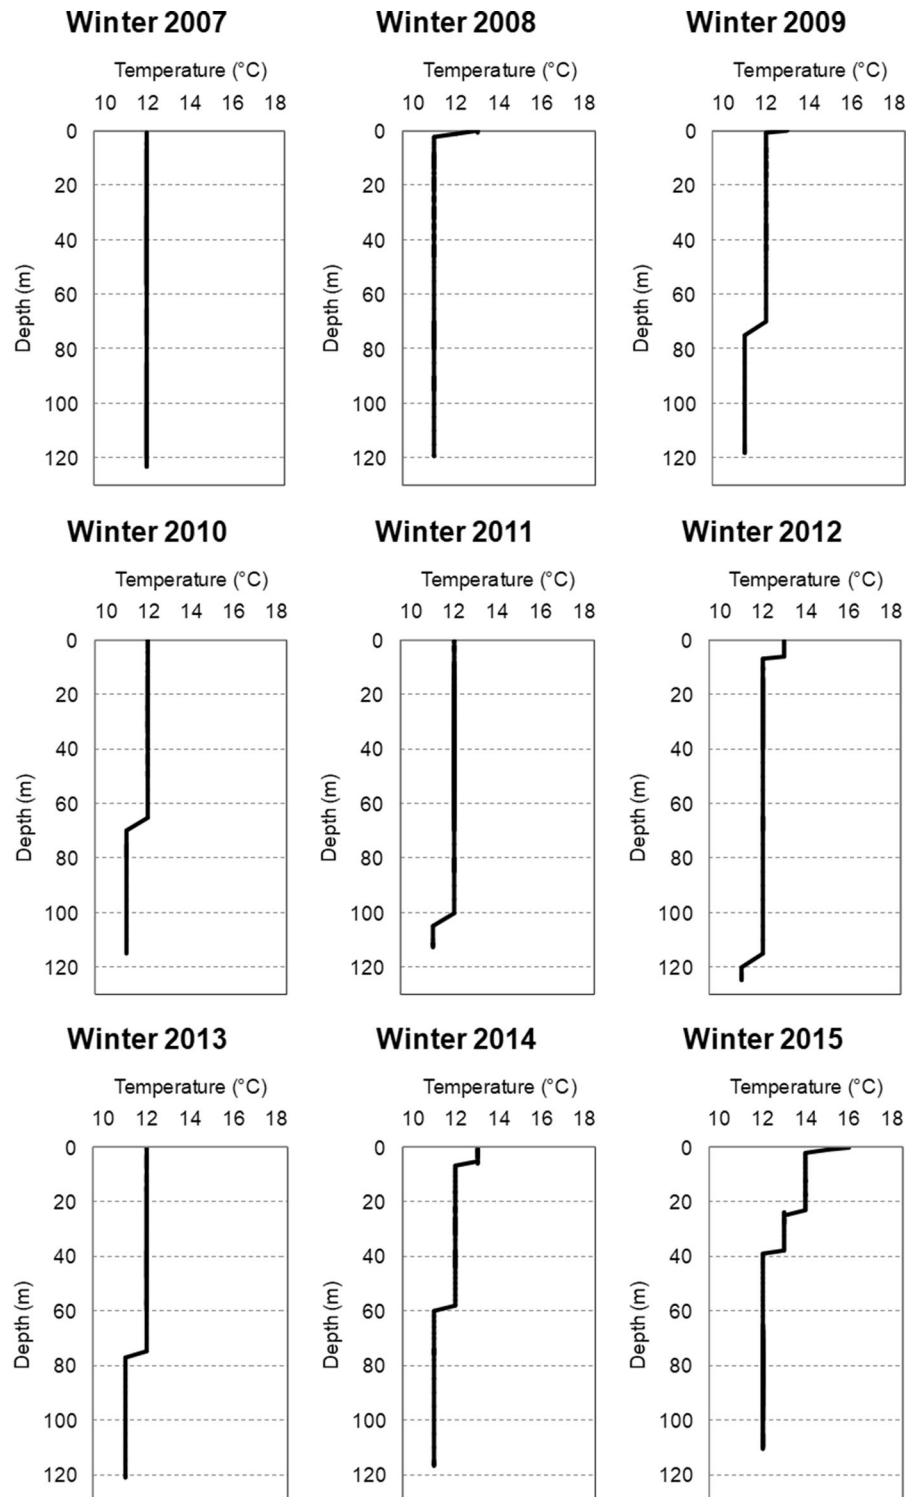 Winter 2007
Temperature (°C)
10 12 14 16 18
0
20
40
60
80
100
120
Depth (m)
Winter 2008
Temperature (°C)
10 12 14 16 18
0
20
40
60
80
100
120
Depth (m)
Winter 2009
Temperature (°C)
10 12 14 16 18
0
20
40
60
80
100
120
Depth (m)
Winter 2010
Temperature (°C)
10 12 14 16 18
0
20
40
60
80
100
120
Depth (m)
Winter 2011
Temperature (°C)
10 12 14 16 18
0
20
40
60
80
100
120
Depth (m)
Winter 2012
Temperature (°C)
10 12 14 16 18
0
20
40
60
80
100
120
Depth (m)
Winter 2013
Temperature (°C)
10 12 14 16 18
0
20
40
60
80
100
120
Depth (m)
Winter 2014
Temperature (°C)
10 12 14 16 18
0
20
40
60
80
100
120
Depth (m)
Winter 2015
Temperature (°C)
10 12 14 16 18
0
20
40
60
80
100
120
Depth (m)